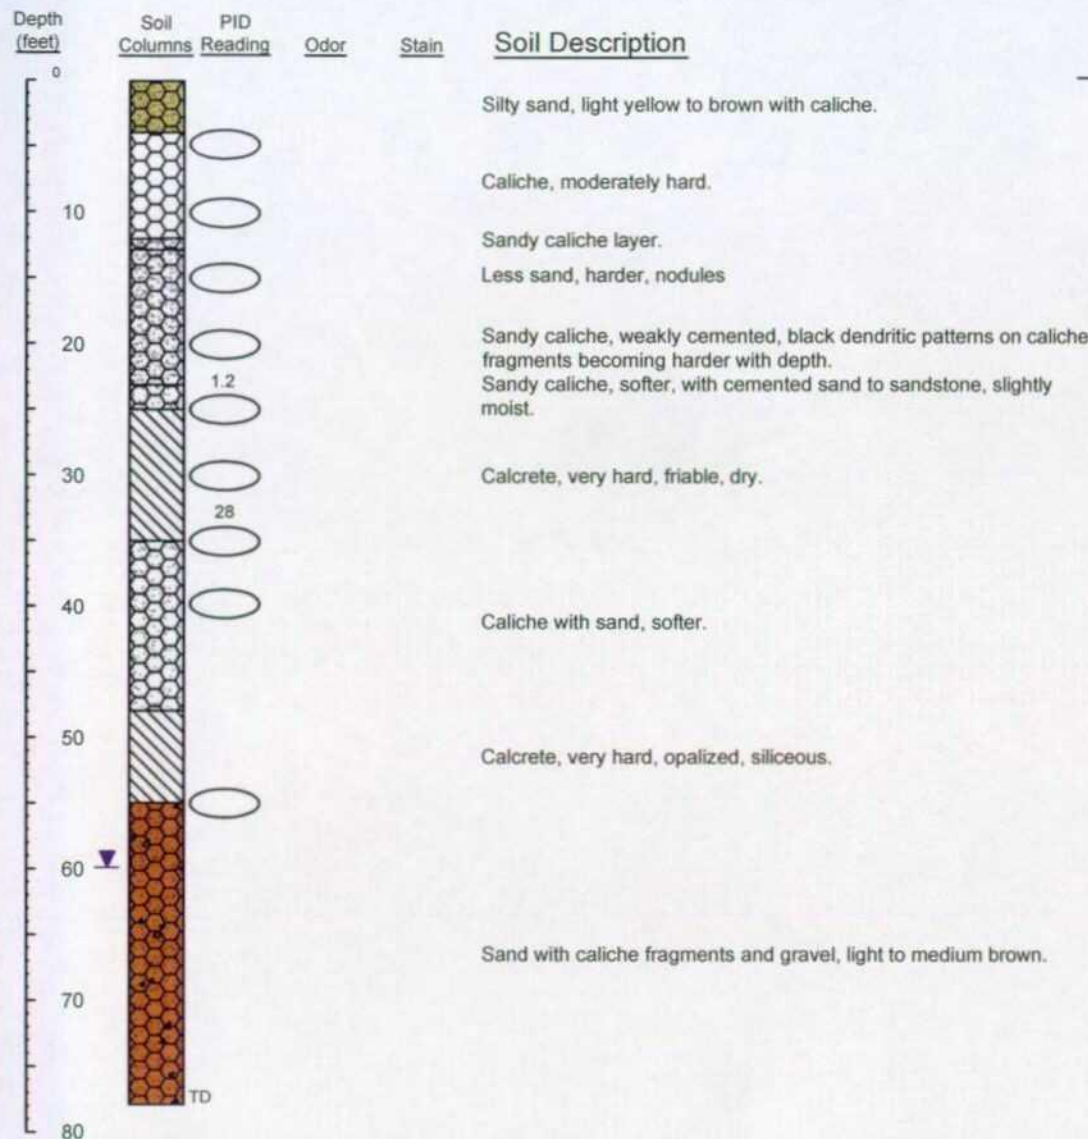 Depth
(feet)
Soil
Columns
PID
Reading
Odor
Stain
Soil Description
0
Silty sand, light yellow to brown with caliche.
Caliche, moderately hard.
10
Sandy caliche layer.
Less sand, harder, nodules
20
Sandy caliche, weakly cemented, black dendritic patterns on caliche
fragments becoming harder with depth.
1.2
Sandy caliche, softer, with cemented sand to sandstone, slightly
moist.
30
Calcrete, very hard, friable, dry.
28
40
Caliche with sand, softer.
50
Calcrete, very hard, opalized, siliceous.
60
Sand with caliche fragments and gravel, light to medium brown.
70
TD
80